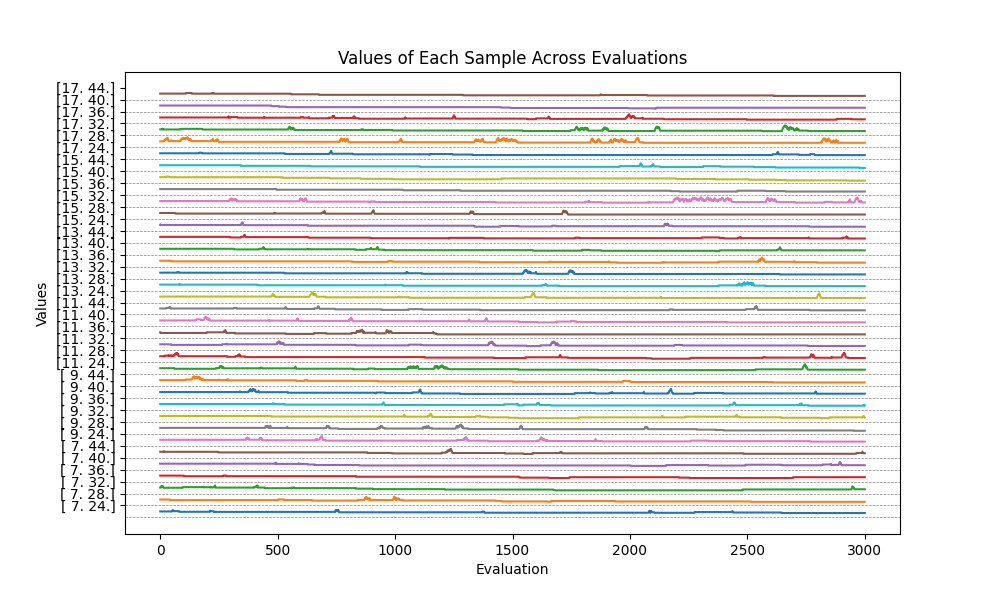 Values of Each Sample Across Evaluations
Values
[17. 44.]
[17. 40.]
[17. 36.]
[17. 32.]
[17. 28.]
[17. 24.]
[15. 44.]
[15. 40.]
[15. 36.]
[15. 32.]
[15. 28.]
[15. 24.]
[13. 44.]
[13. 40.]
[13. 36.]
[13. 32.]
[13. 28.]
[13. 24.]
[11. 44.]
[11. 40.]
[11. 36.]
[11. 32.]
[11. 28.]
[11. 24.]
[ 9. 44.]
[ 9. 40.]
[ 9. 36.]
[ 9. 32.]
[ 9. 28.]
[ 9. 24.]
[ 7. 44.]
[ 7. 40.]
[ 7. 36.]
[ 7. 32.]
[ 7. 28.]
[ 7. 24.]
0 500 1000 1500 2000 2500 3000
Evaluation